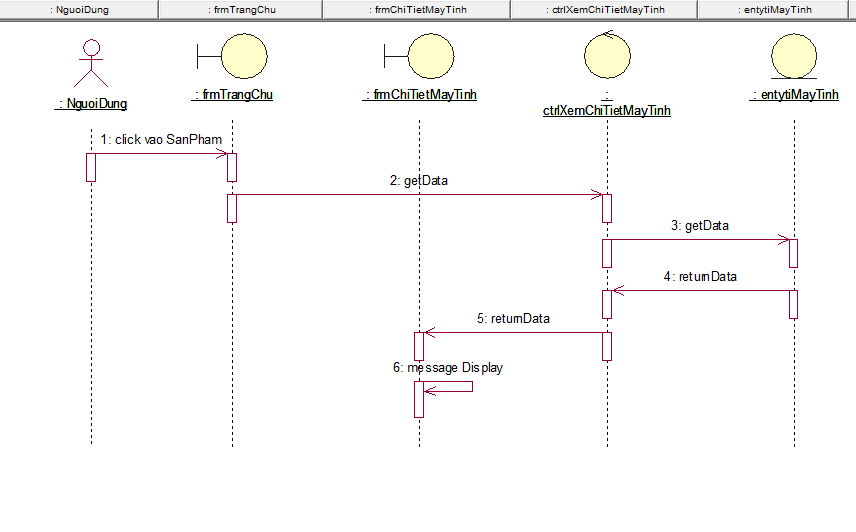 : NguoiDung
: frmTrangChu
: frmChiTietMayTinh
: ctrlXemChiTietMayTinh
: entytiMayTinh
: NguoiDung
: frmTrangChu
: frmChiTietMayTinh
:
ctrlXemChiTietMayTinh
: entytiMayTinh
1: click vao SanPham
2: getData
3: getData
4: returnData
5: returnData
6: message Display